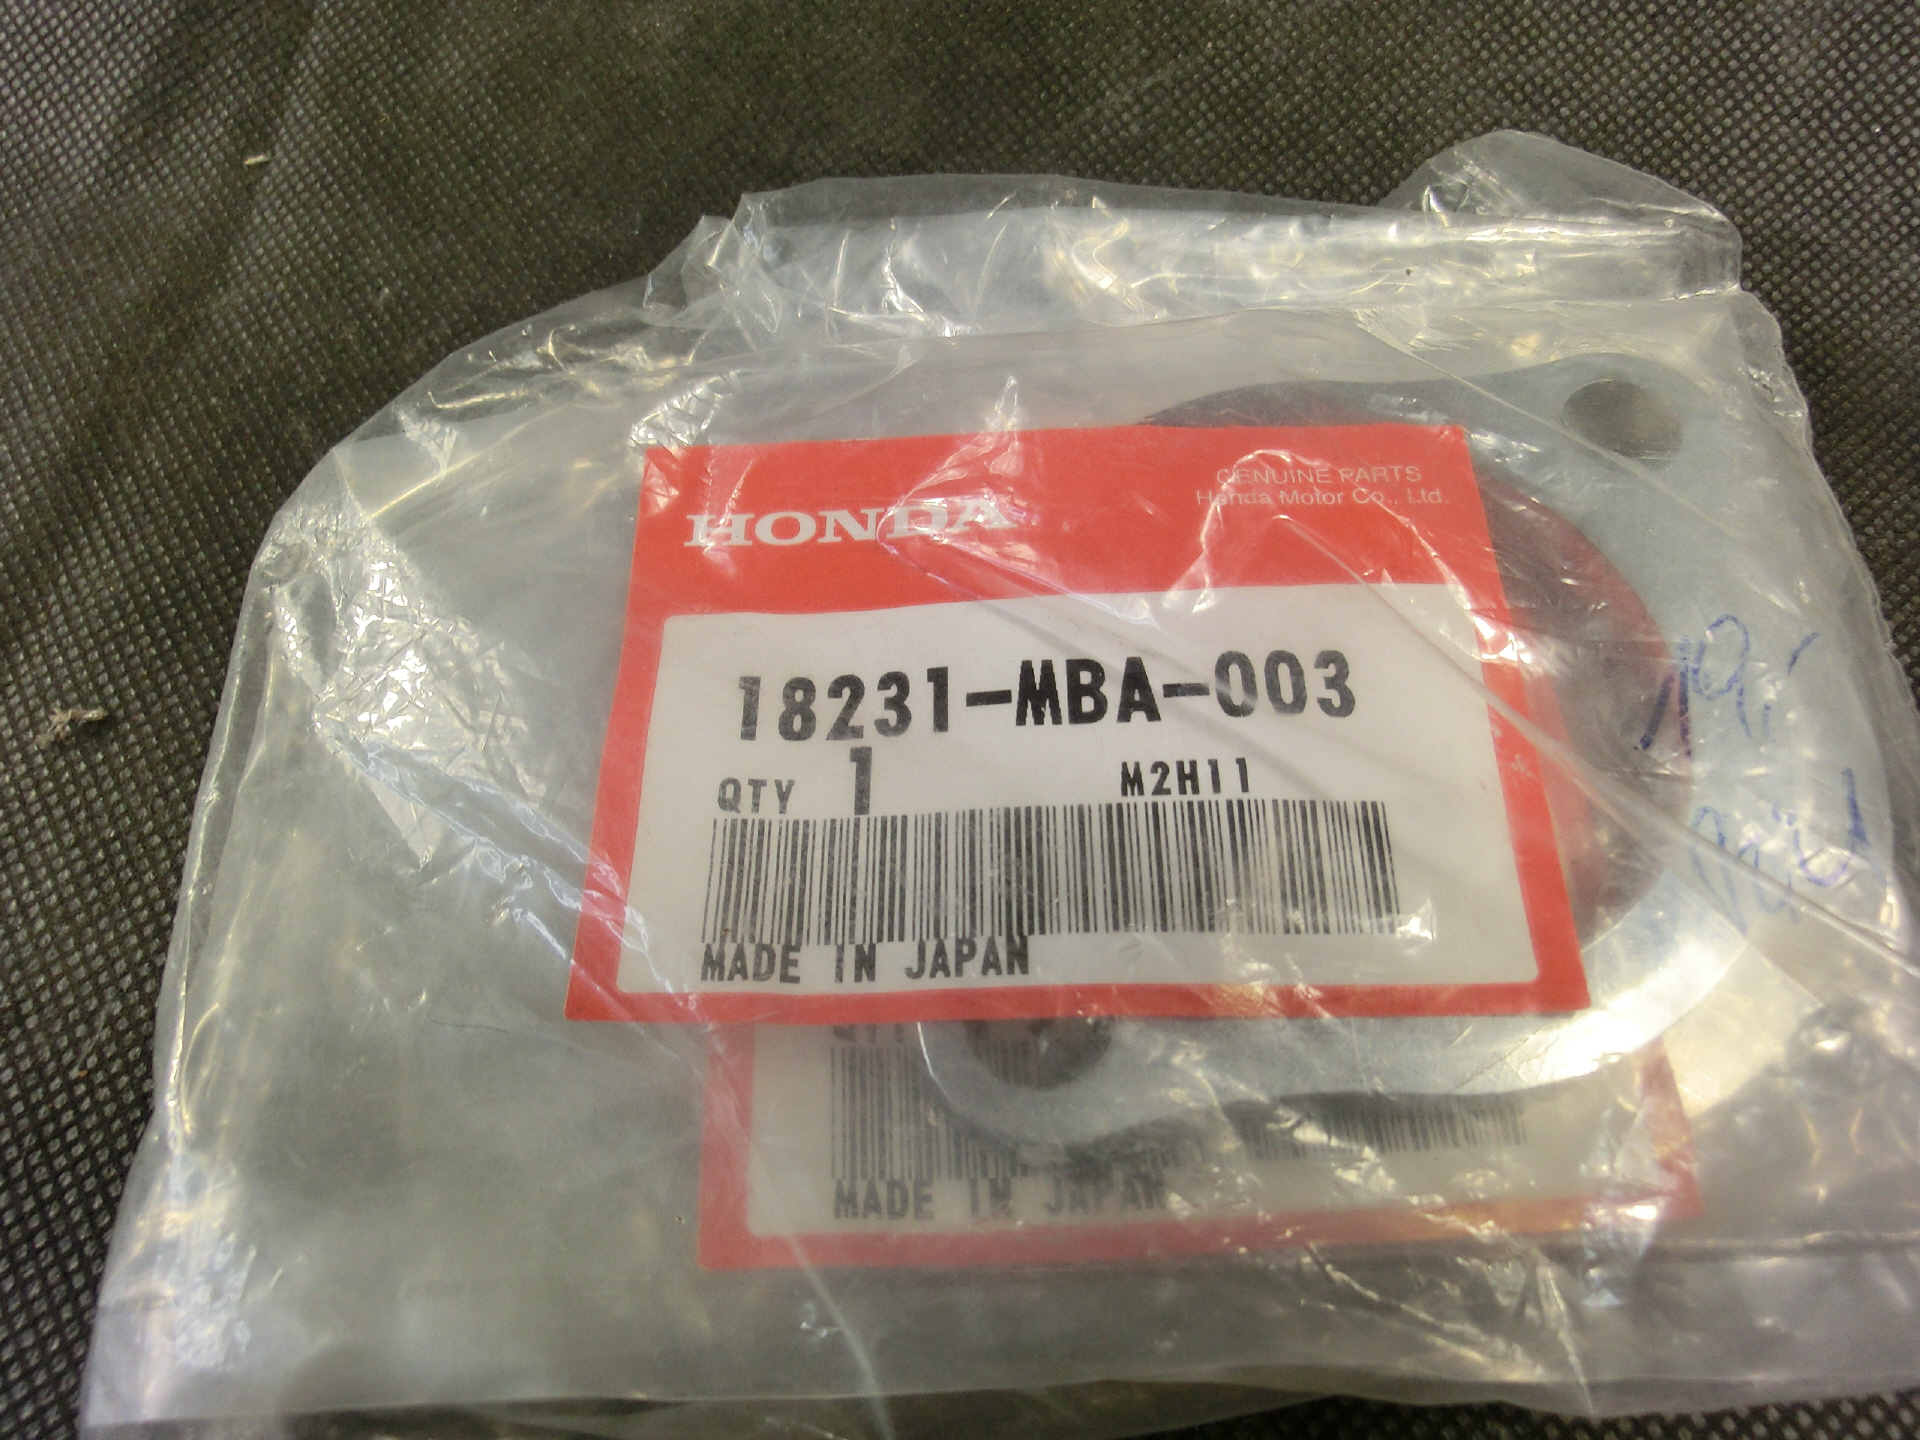 HONDA
GENUINE PARTS
Honda Motor Co., Ltd.
18231-MBA-003
QTY 1 M2H11
MADE IN JAPAN
QTY
MADE IN JAPAN